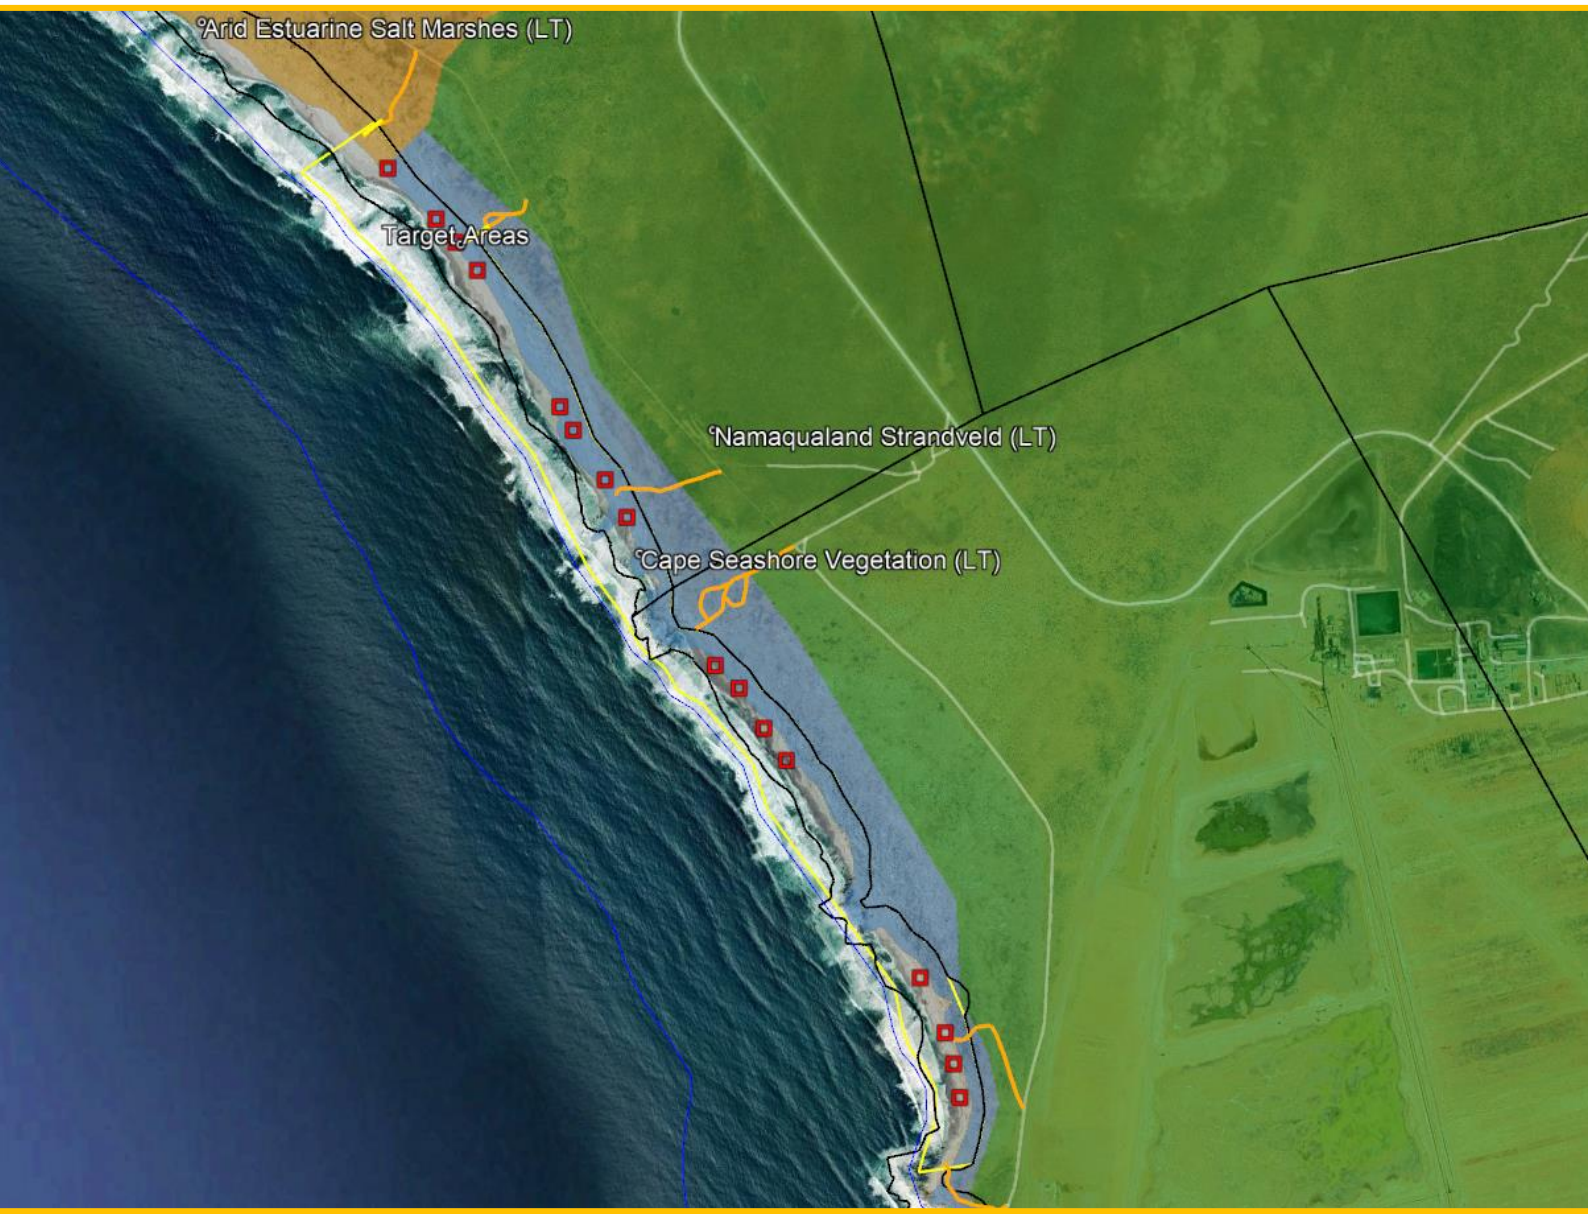 Arid Estuarine Salt Marshes (LT)
Target Areas
Namaqualand Strandveld (LT)
Cape Seashore Vegetation (LT)